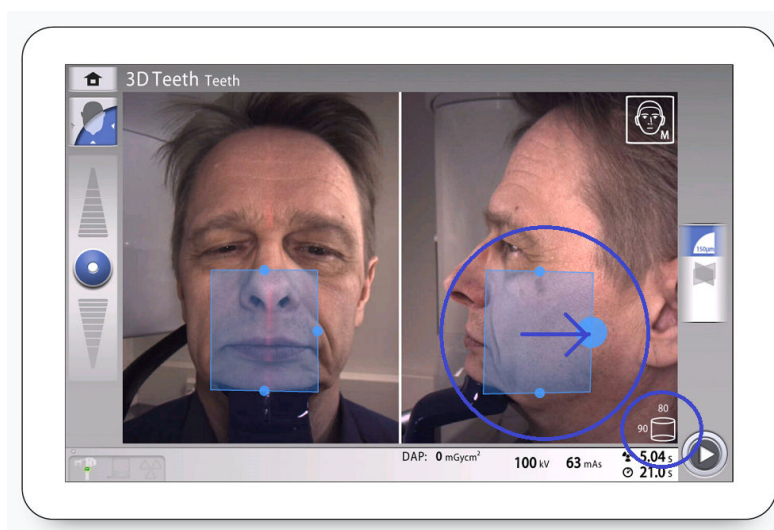 3D Teeth Teeth
M
150µm
80
90
DAP: 0 mGycm²
100 kV
63 mAs
5.04 s
21.0 s